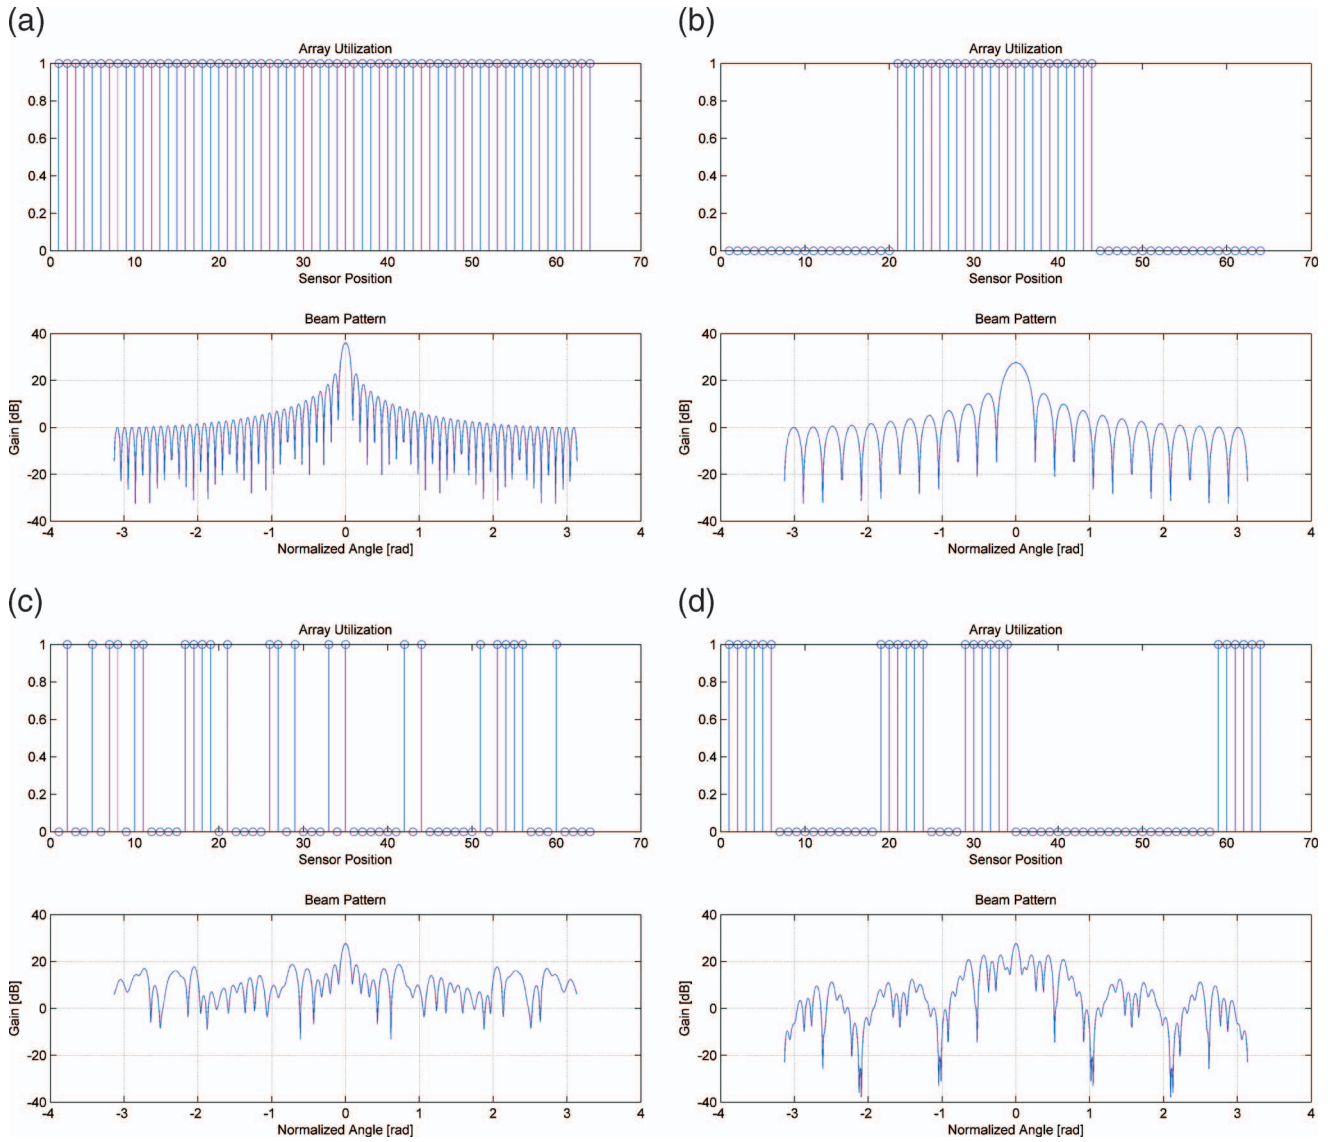 (a)
Array Utilization
1
0.8
0.6
0.4
0.2
0
0 10 20 30 40 50 60 70
Sensor Position
Beam Pattern
Gain [dB]
40
20
0
-20
-40
-4 -3 -2 -1 0 1 2 3 4
Normalized Angle [rad]
(b)
Array Utilization
1
0.8
0.6
0.4
0.2
0
0 10 20 30 40 50 60 70
Sensor Position
Beam Pattern
Gain [dB]
40
20
0
-20
-40
-4 -3 -2 -1 0 1 2 3 4
Normalized Angle [rad]
(c)
Array Utilization
1
0.8
0.6
0.4
0.2
0
0 10 20 30 40 50 60 70
Sensor Position
Beam Pattern
Gain [dB]
40
20
0
-20
-40
-4 -3 -2 -1 0 1 2 3 4
Normalized Angle [rad]
(d)
Array Utilization
1
0.8
0.6
0.4
0.2
0
0 10 20 30 40 50 60 70
Sensor Position
Beam Pattern
Gain [dB]
40
20
0
-20
-40
-4 -3 -2 -1 0 1 2 3 4
Normalized Angle [rad]